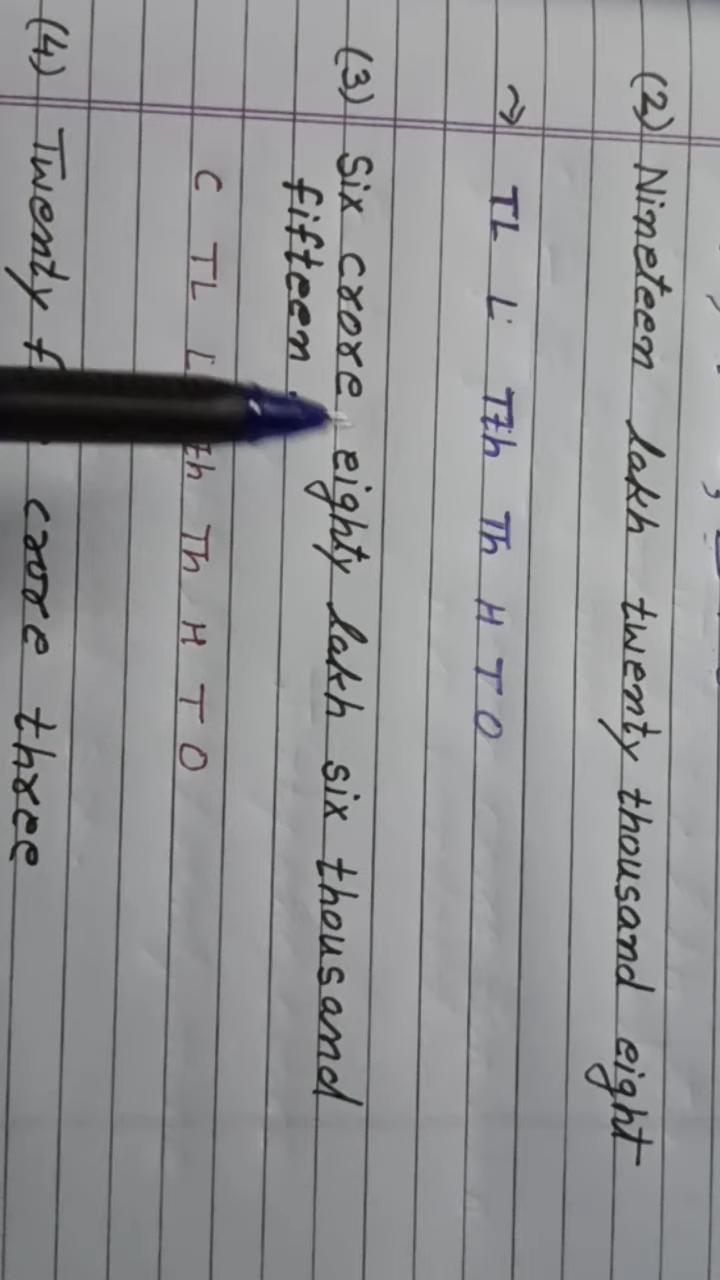 (2) Nineteen lakh twenty thousand eight
→ TL L TTh Th H T O
(3) Six crore eighty lakh six thousand
fifteen.
C TL L Th H T O
(4) Twenty crore three